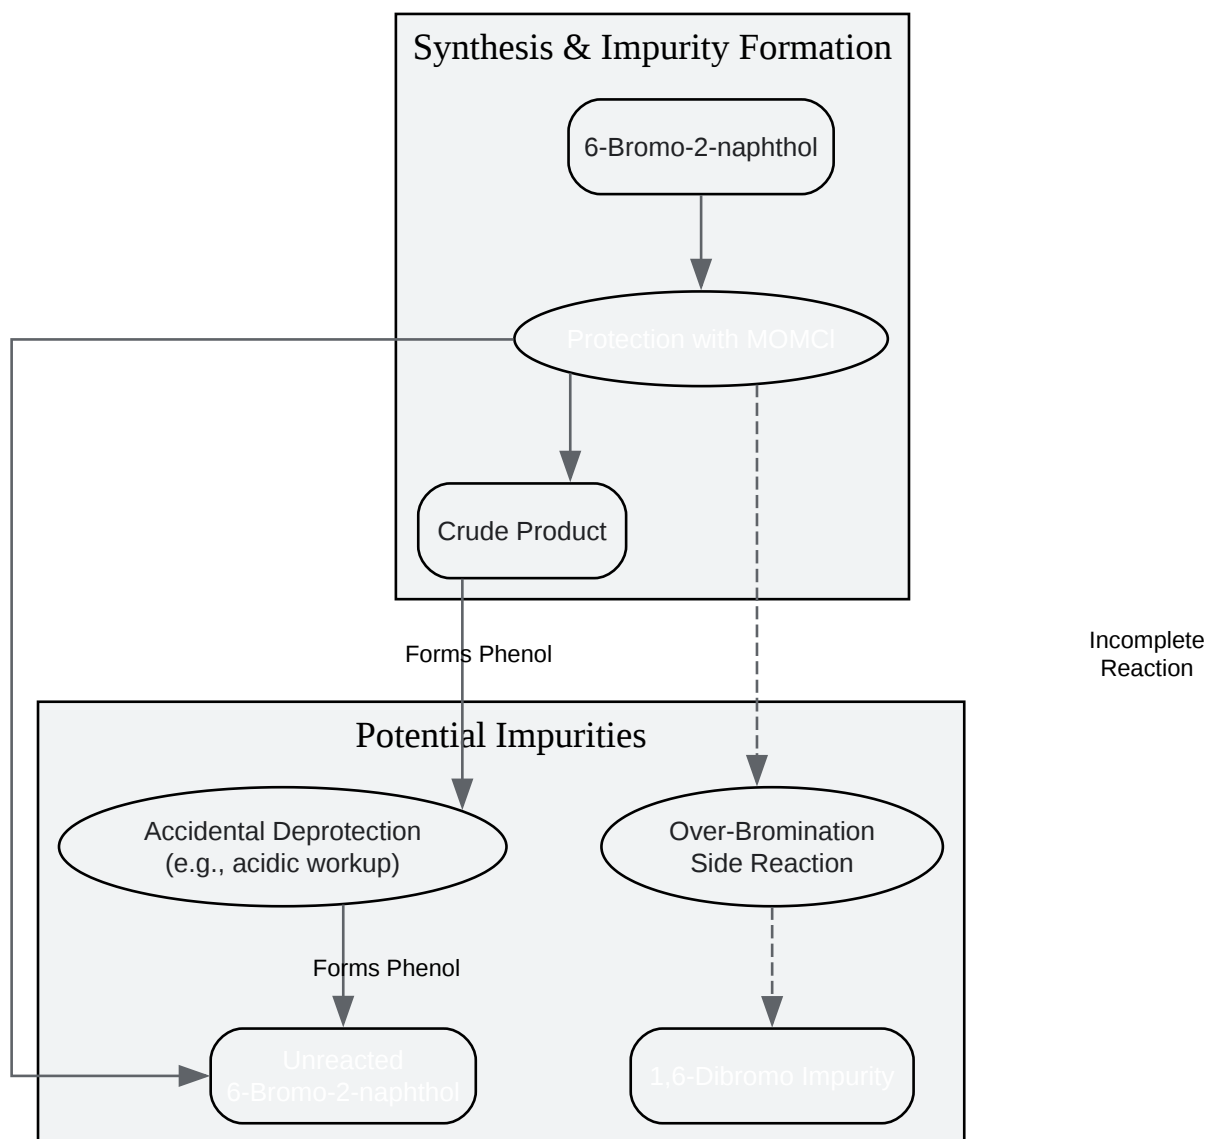 Synthesis & Impurity Formation
6-Bromo-2-naphthol
Protection with MOMCl
Crude Product
Forms Phenol
Incomplete
Reaction
Potential Impurities
Accidental Deprotection
(e.g., acidic workup)
Over-Bromination
Side Reaction
Forms Phenol
Unreacted
6-Bromo-2-naphthol
1,6-Dibromo Impurity